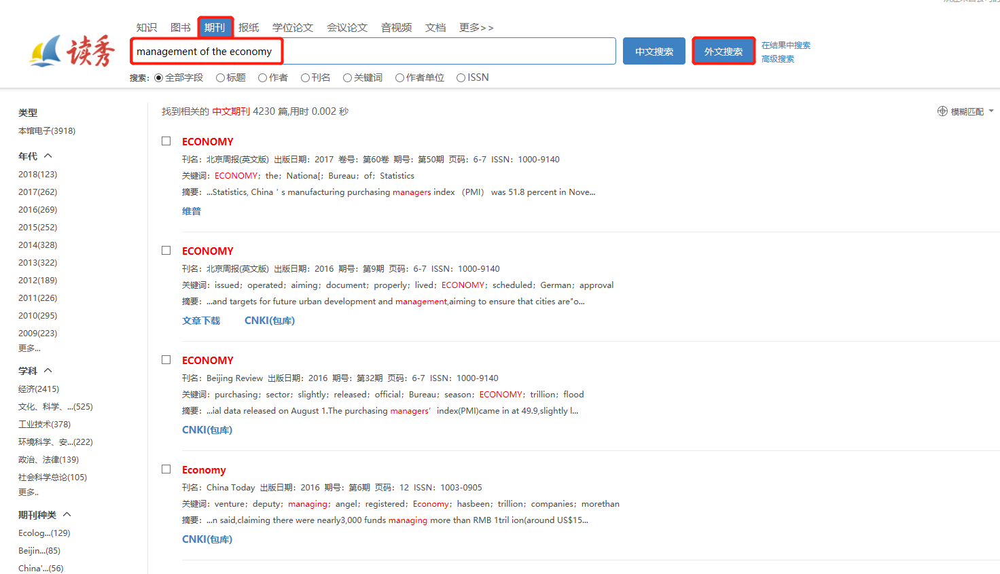 知识 图书 期刊 报纸 学位论文 会议论文 音视频 文档 更多>>
读秀
management of the economy
中文搜索
外文搜索
在结果中搜索
高级搜索
搜索: 全部字段 标题 作者 刊名 关键词 作者单位 ISSN
类型
本馆电子(3918)
年代
2018(123)
2017(262)
2016(269)
2015(252)
2014(328)
2013(322)
2012(189)
2011(226)
2010(295)
2009(223)
更多...
学科
经济(2415)
文化、科学、...(525)
工业技术(378)
环境科学、安...(222)
政治、法律(139)
社会科学总论(105)
更多..
期刊种类
Ecolog...(129)
Beijin...(85)
China'...(56)
找到相关的 中文期刊 4230 篇,用时 0.002 秒
模糊匹配
ECONOMY
刊名：北京周报(英文版) 出版日期：2017 卷号：第60卷 期号：第50期 页码：6-7 ISSN：1000-9140
关键词：ECONOMY；the；Nationa[；Bureau；of；Statistics
摘要：...Statistics, China ' s manufacturing purchasing managers index （PMI） was 51.8 percent in Nove...
维普
ECONOMY
刊名：北京周报(英文版) 出版日期：2016 期号：第9期 页码：6-7 ISSN：1000-9140
关键词：issued；operated；aiming；document；properly；lived；ECONOMY；scheduled；German；approval
摘要：...and targets for future urban development and management,aiming to ensure that cities are"o...
文章下载 CNKI(包库)
ECONOMY
刊名：Beijing Review 出版日期：2016 期号：第32期 页码：6-7 ISSN：1000-9140
关键词：purchasing；sector；slightly；released；official；Bureau；season；ECONOMY；trillion；flood
摘要：...ial data released on August 1.The purchasing managers’ index(PMI)came in at 49.9,slightly l...
CNKI(包库)
Economy
刊名：China Today 出版日期：2016 期号：第6期 页码：12 ISSN：1003-0905
关键词：venture；deputy；managing；angel；registered；Economy；hasbeen；trillion；companies；morethan
摘要：...n said,claiming there were nearly3,000 funds managing more than RMB 1tril ion(around US$15...
CNKI(包库)